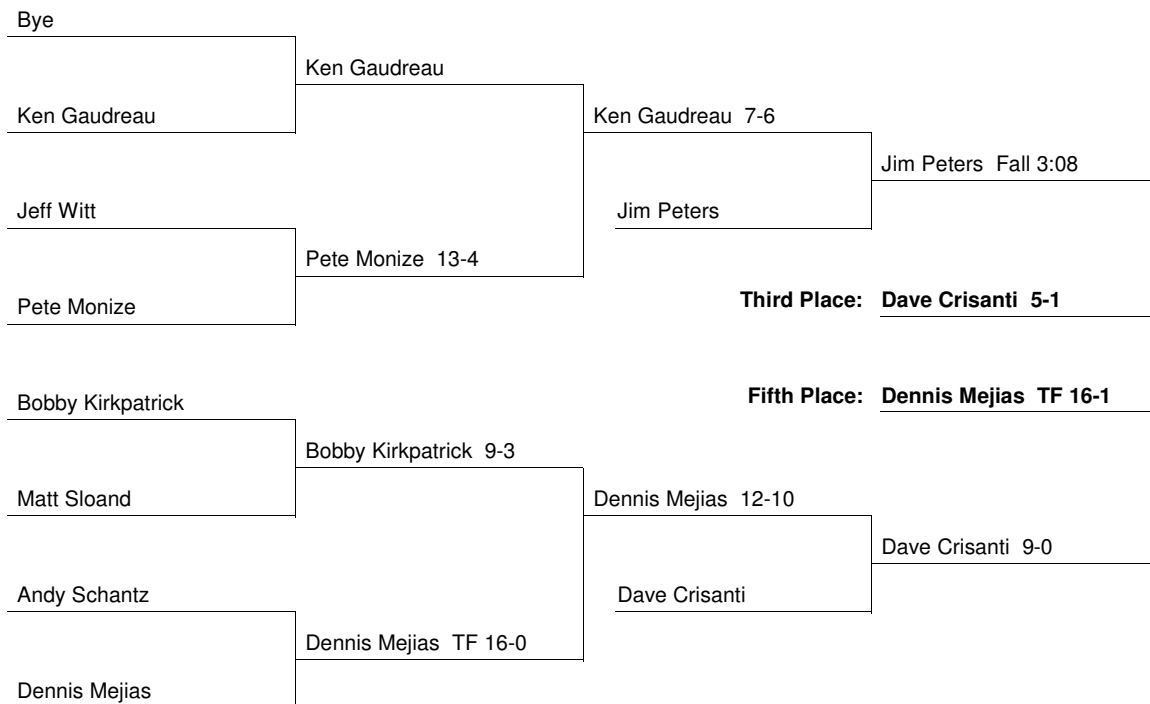 Bye
Ken Gaudreau
Ken Gaudreau
Ken Gaudreau 7-6
Jim Peters Fall 3:08
Jeff Witt
Jim Peters
Pete Monize 13-4
Pete Monize
Third Place: Dave Crisanti 5-1
Bobby Kirkpatrick
Fifth Place: Dennis Mejias TF 16-1
Bobby Kirkpatrick 9-3
Matt Sloand
Dennis Mejias 12-10
Dave Crisanti 9-0
Andy Schantz
Dave Crisanti
Dennis Mejias TF 16-0
Dennis Mejias